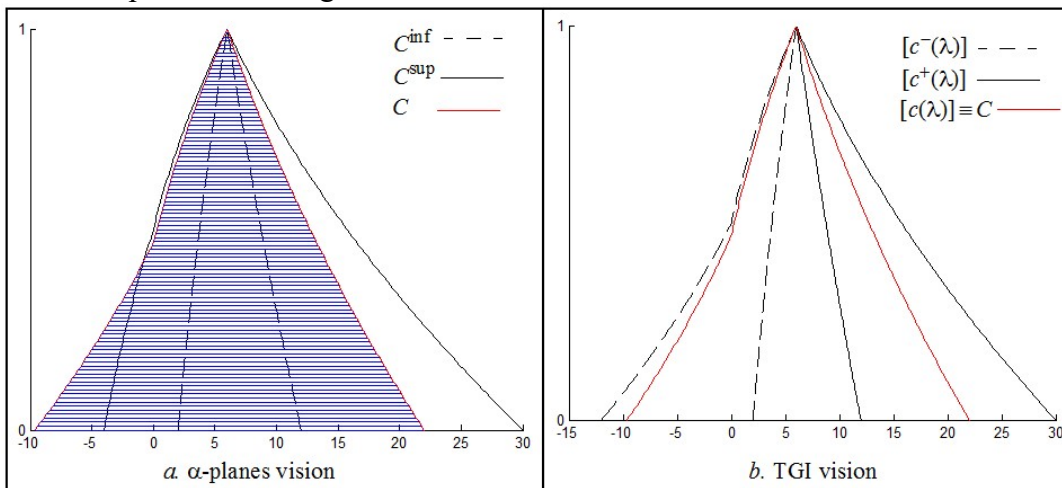 1
C^inf
C^sup
C
0
-10 -5 0 5 10 15 20 25 30
a. α-planes vision
1
[c⁻(λ)]
[c⁺(λ)]
[c(λ)] ≡ C
0
-15 -10 -5 0 5 10 15 20 25 30
b. TGI vision